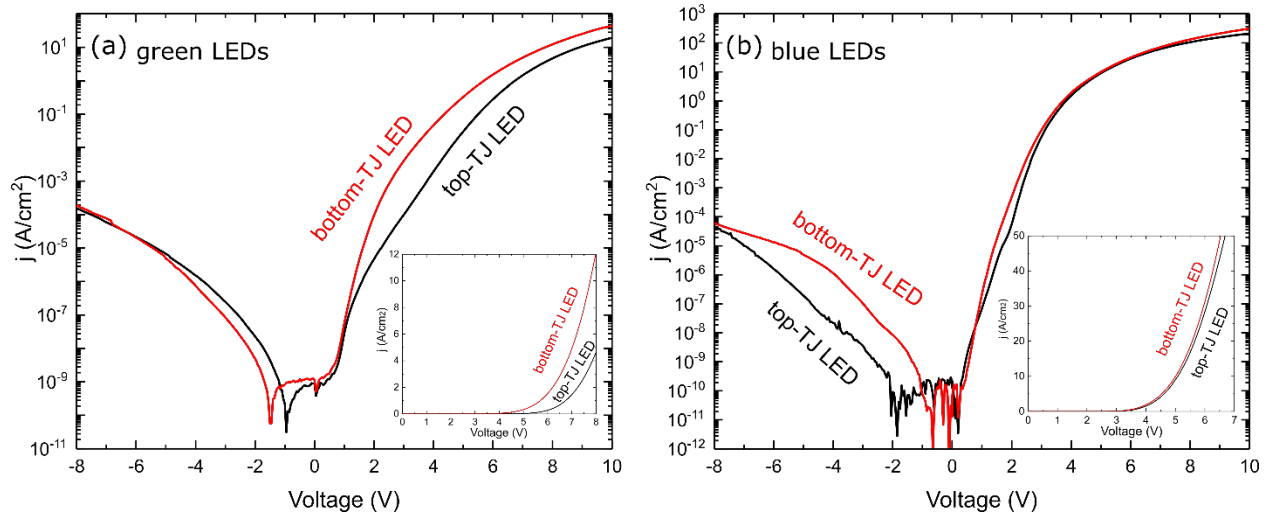 (a) green LEDs
10¹
10⁻¹
10⁻³
10⁻⁵
10⁻⁷
10⁻⁹
10⁻¹¹
j (A/cm²)
-8 -6 -4 -2 0 2 4 6 8 10
Voltage (V)
bottom-TJ LED
top-TJ LED
12
10
8
6
4
2
0
j (A/cm2)
0 1 2 3 4 5 6 7 8
Voltage (V)
bottom-TJ LED
top-TJ LED
(b) blue LEDs
10³
10²
10¹
10⁰
10⁻¹
10⁻²
10⁻³
10⁻⁴
10⁻⁵
10⁻⁶
10⁻⁷
10⁻⁸
10⁻⁹
10⁻¹⁰
10⁻¹¹
10⁻¹²
j (A/cm²)
-8 -6 -4 -2 0 2 4 6 8 10
Voltage (V)
bottom-TJ LED
top-TJ LED
50
40
30
20
10
0
j (A/cm2)
0 1 2 3 4 5 6 7
Voltage (V)
bottom-TJ LED
top-TJ LED